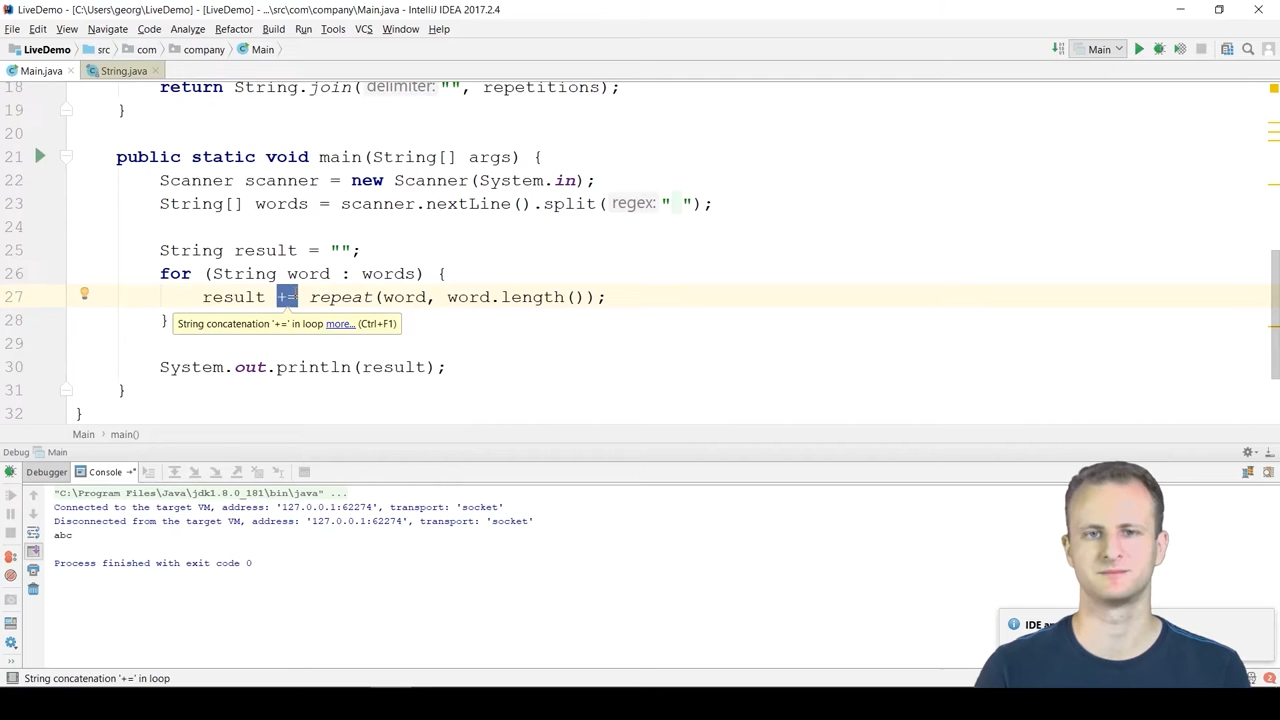 LiveDemo - [C:\Users\georg\LiveDemo] - [LiveDemo] - ...\src\com\company\Main.java - IntelliJ IDEA 2017.2.4
File Edit View Navigate Code Analyze Refactor Build Run Tools VCS Window Help
LiveDemo src com company Main Main
Main.java String.java
18 return String.join( delimiter: "", repetitions);
19 }
20
21 public static void main(String[] args) {
22 Scanner scanner = new Scanner(System.in);
23 String[] words = scanner.nextLine().split( regex: " ");
24
25 String result = "";
26 for (String word : words) {
27 result += repeat(word, word.length());
28 }
String concatenation '+=' in loop more... (Ctrl+F1)
29
30 System.out.println(result);
31 }
32 }
Main main()
Debug Main
Debugger Console
"C:\Program Files\Java\jdk1.8.0_181\bin\java" ...
Connected to the target VM, address: '127.0.0.1:62274', transport: 'socket'
Disconnected from the target VM, address: '127.0.0.1:62274', transport: 'socket'
abc
Process finished with exit code 0
IDE
String concatenation '+=' in loop
2